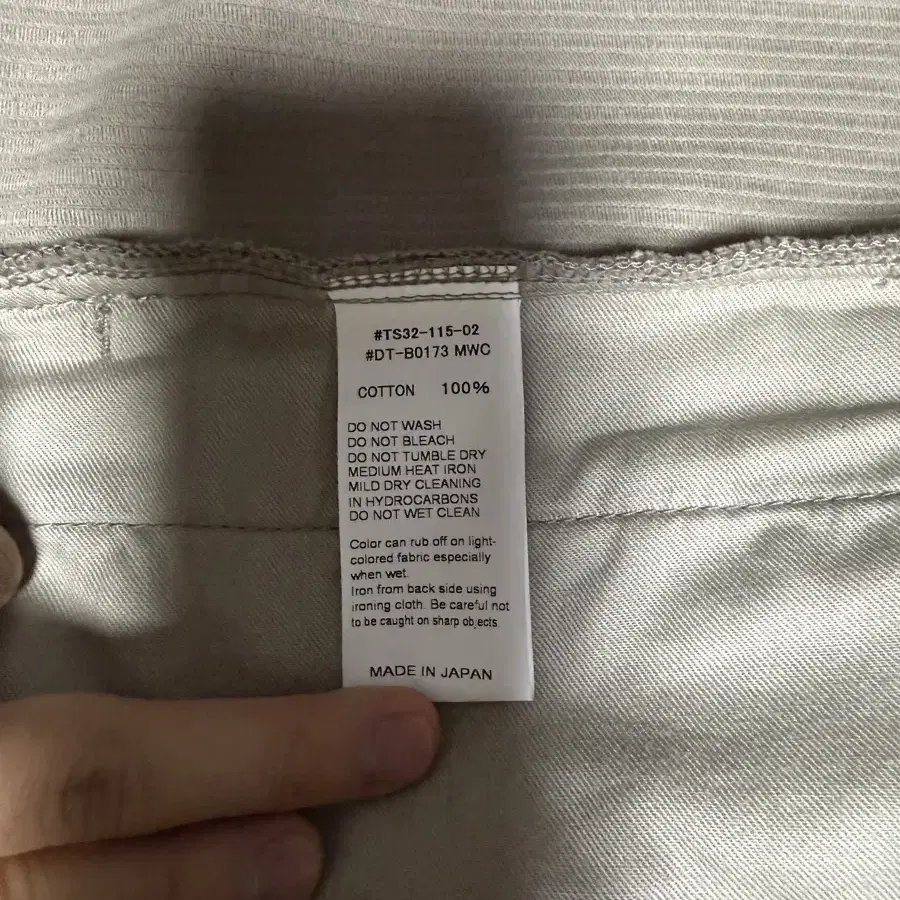 #TS32-115-02
#DT-B0173 MWC
COTTON 100%
DO NOT WASH
DO NOT BLEACH
DO NOT TUMBLE DRY
MEDIUM HEAT IRON
MILD DRY CLEANING
IN HYDROCARBONS
DO NOT WET CLEAN
Color can rub off on light-
colored fabric especially
when wet.
Iron from back side using
ironing cloth. Be careful not
to be caught on sharp objects
MADE IN JAPAN